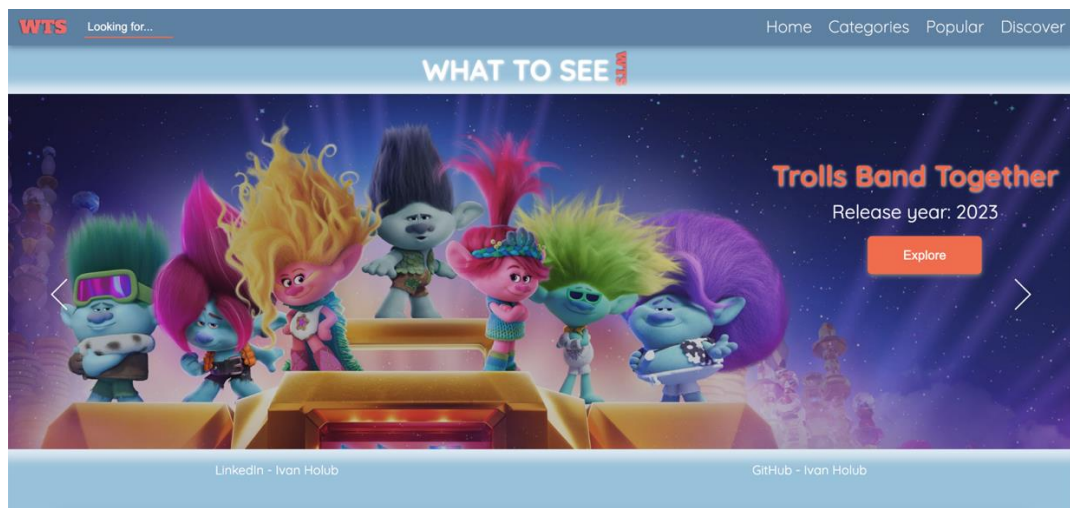 WTS
Looking for...
Home Categories Popular Discover
WHAT TO SEE WTS
Trolls Band Together
Release year: 2023
Explore
LinkedIn - Ivan Holub
GitHub - Ivan Holub